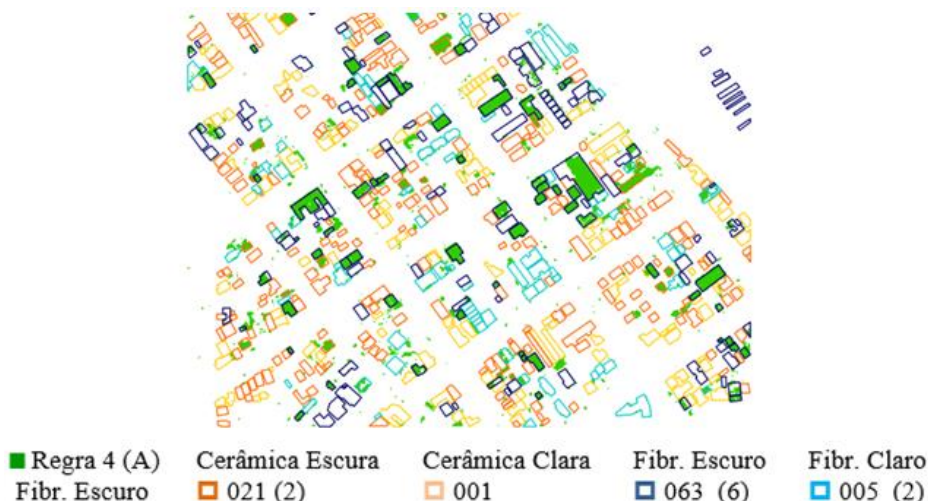 Regra 4 (A) Cerâmica Escura Cerâmica Clara Fibr. Escuro Fibr. Claro
Fibr. Escuro 021 (2) 001 063 (6) 005 (2)